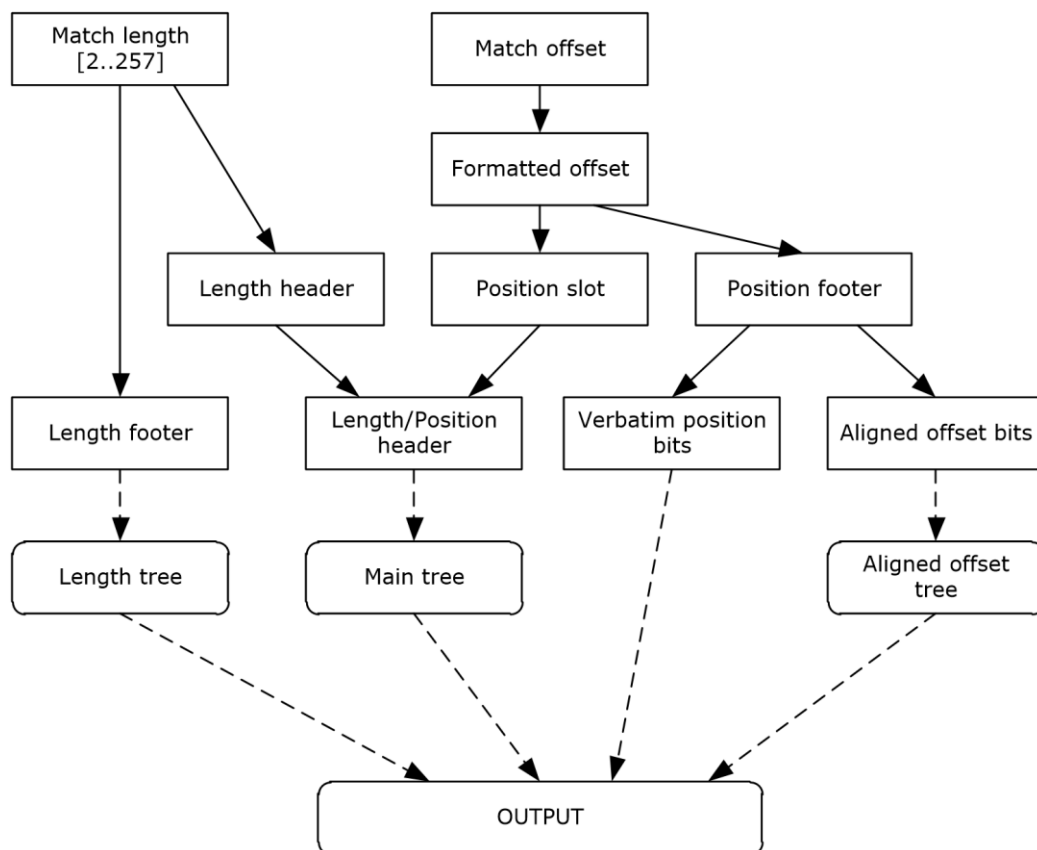 Match length
[2..257]
Match offset
Formatted offset
Length header
Position slot
Position footer
Length footer
Length/Position
header
Verbatim position
bits
Aligned offset bits
Length tree
Main tree
Aligned offset
tree
OUTPUT